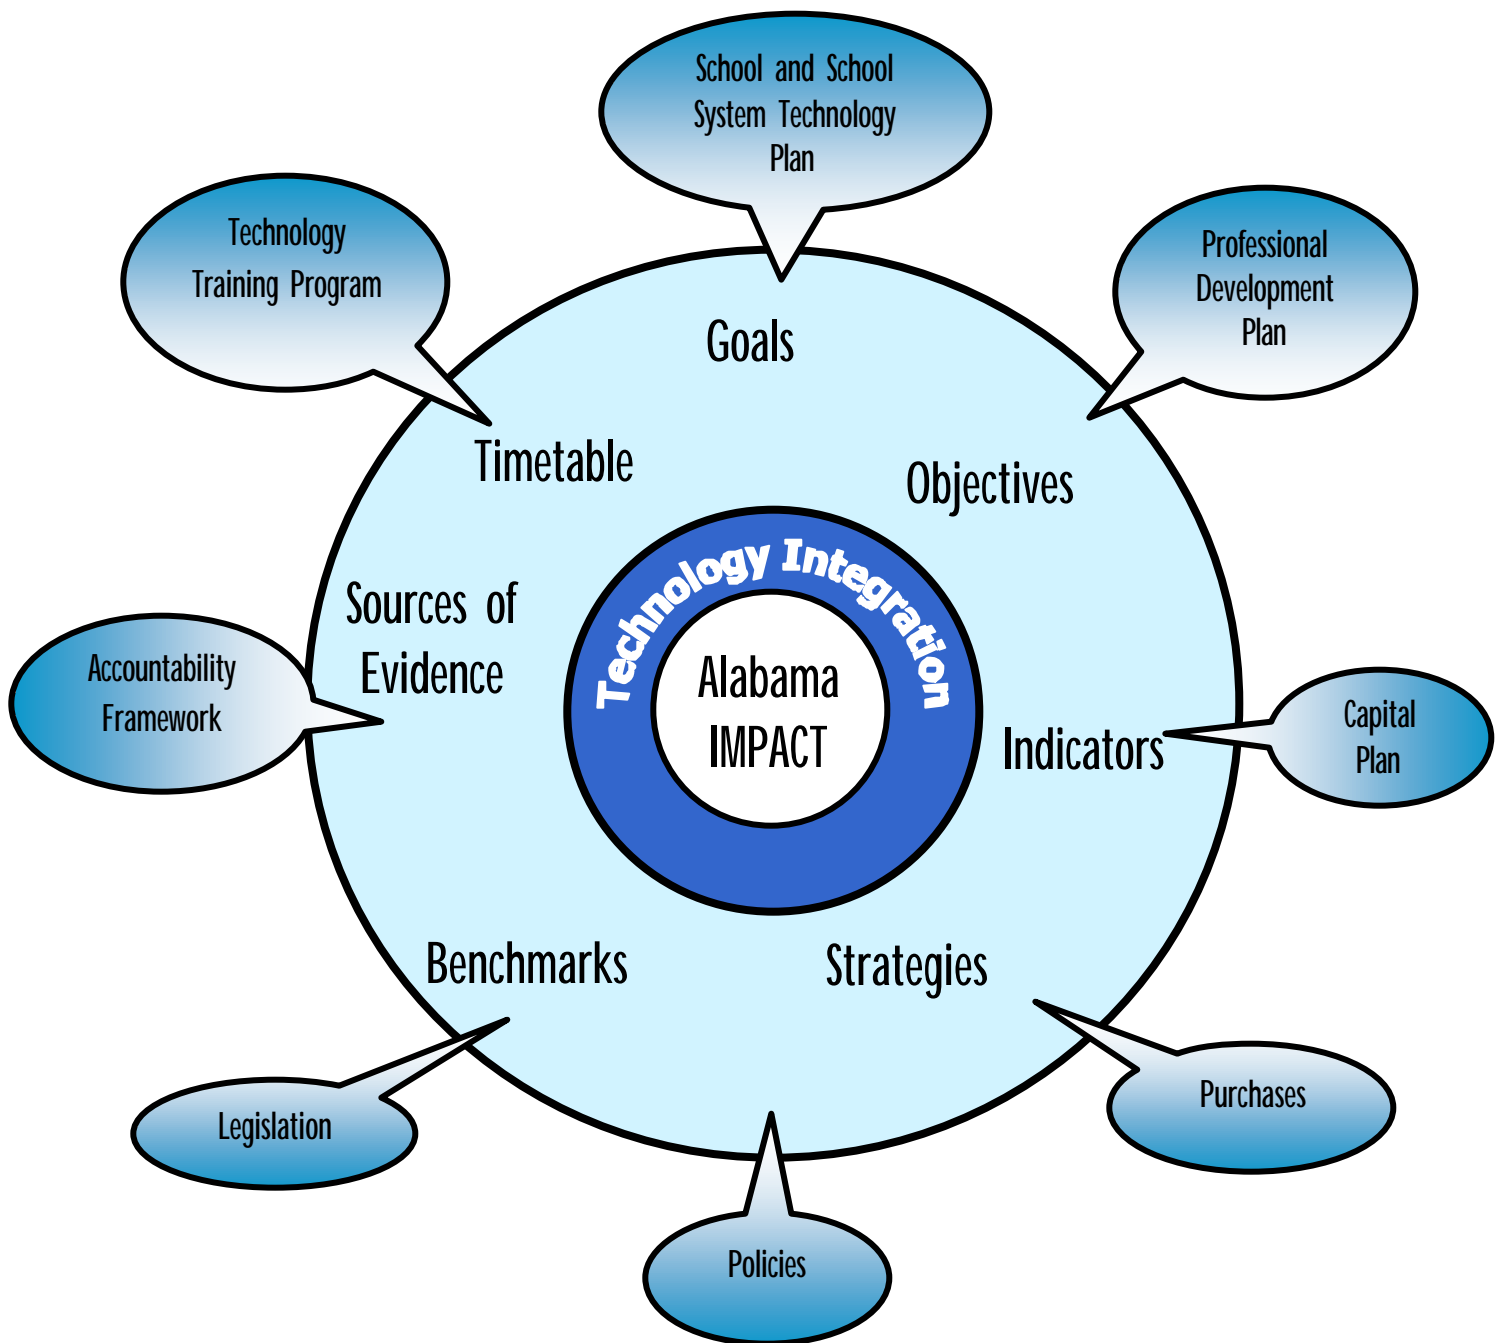 School and School
System Technology
Plan
Technology
Training Program
Professional
Development
Plan
Goals
Timetable
Objectives
Technology Integration
Sources of
Evidence
Alabama
IMPACT
Accountability
Framework
Indicators
Capital
Plan
Benchmarks
Strategies
Legislation
Purchases
Policies